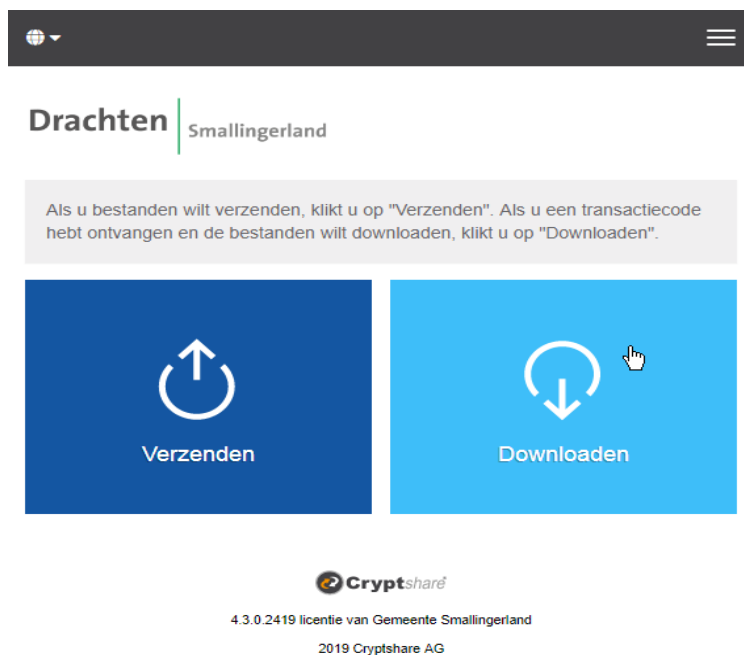 Drachten
Smallingerland
Als u bestanden wilt verzenden, klikt u op "Verzenden". Als u een transactiecode
hebt ontvangen en de bestanden wilt downloaden, klikt u op "Downloaden".
Verzenden
Downloaden
Cryptshare
4.3.0.2419 licentie van Gemeente Smallingerland
2019 Cryptshare AG